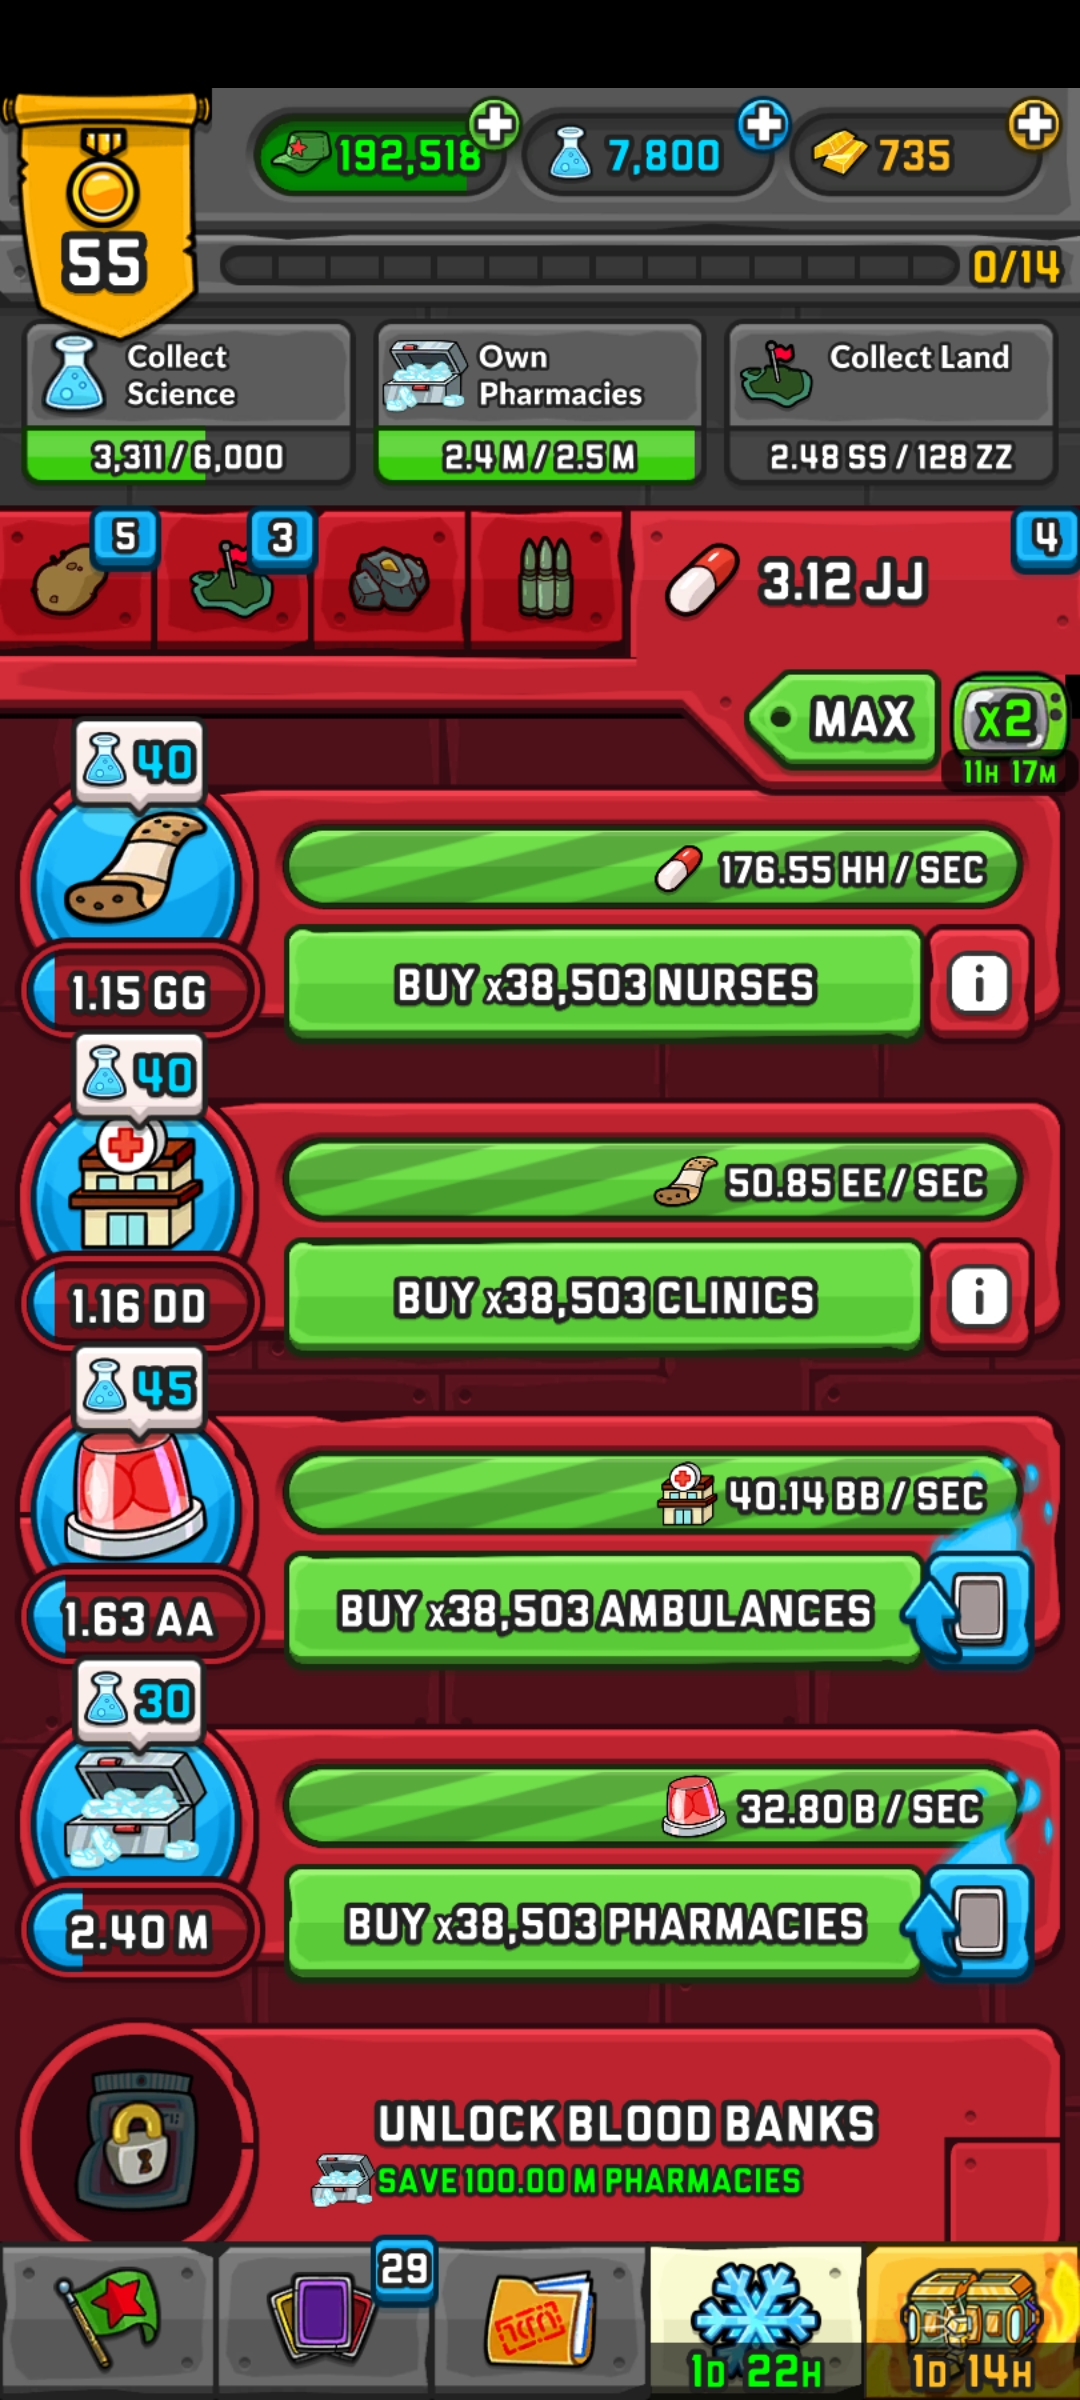 192,518
7,800
735
55
0/14
Collect
Science
3,311 / 6,000
Own
Pharmacies
2.4 M / 2.5 M
Collect Land
2.48 SS / 128 ZZ
5
3
3.12 JJ
4
MAX
x2
11H 17M
40
176.55 HH / SEC
1.15 GG
BUY x38,503 NURSES
i
40
50.85 EE / SEC
1.16 DD
BUY x38,503 CLINICS
i
45
40.14 BB / SEC
1.63 AA
BUY x38,503 AMBULANCES
30
32.80 B / SEC
2.40 M
BUY x38,503 PHARMACIES
UNLOCK BLOOD BANKS
SAVE 100.00 M PHARMACIES
29
1D 22H
1D 14H